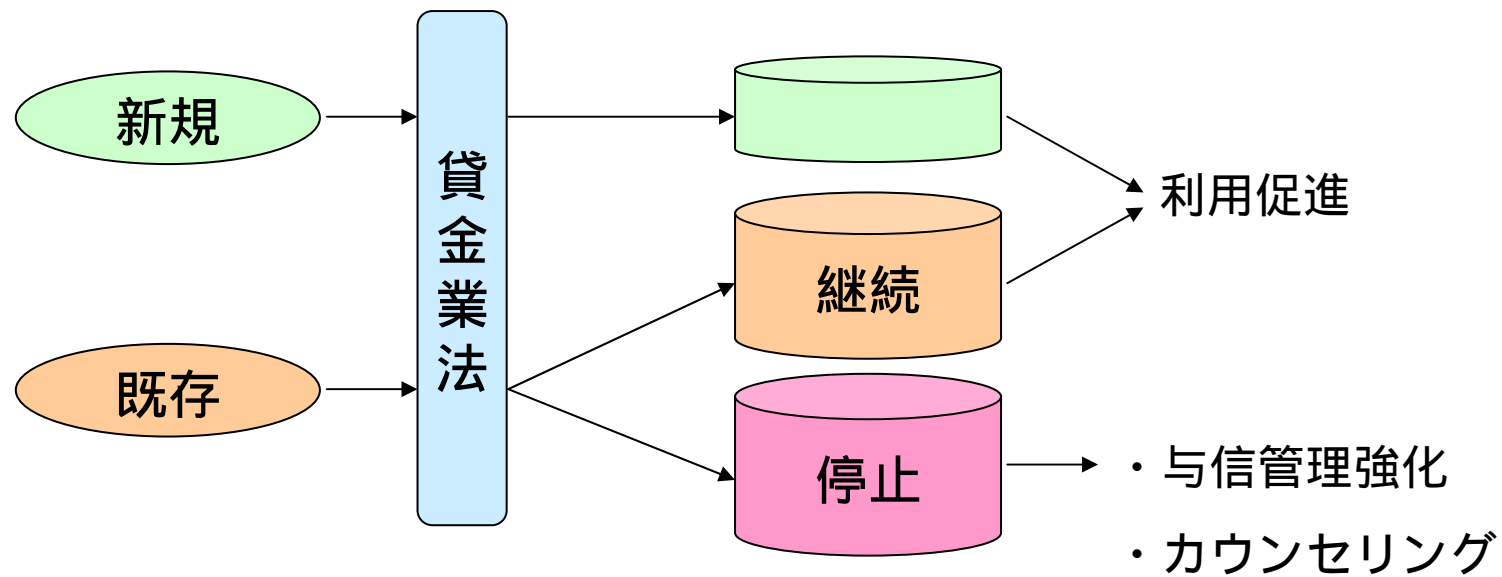 新規
既存
貸金業法
継続
停止
利用促進
・与信管理強化
・カウンセリング